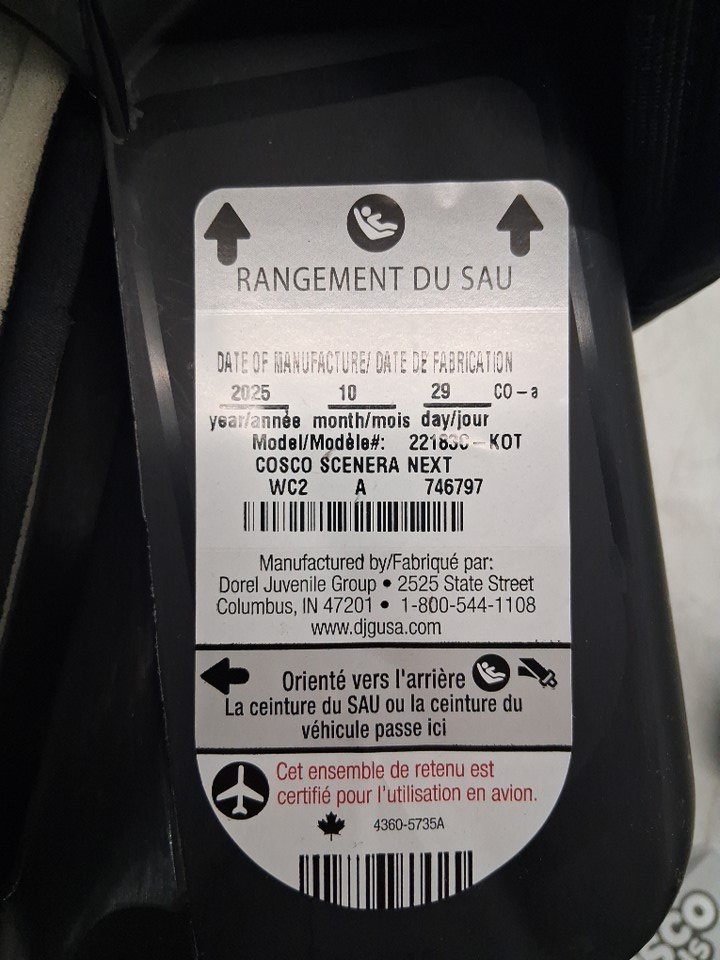 RANGEMENT DU SAU
DATE OF MANUFACTURE/ DATE DE FABRICATION
2025 10 29 CO-a
year/année month/mois day/jour
Model/Modèle#: 22183C-KOT
COSCO SCENERA NEXT
WC2 A 746797
Manufactured by/Fabriqué par:
Dorel Juvenile Group • 2525 State Street
Columbus, IN 47201 • 1-800-544-1108
www.djgusa.com
Orienté vers l'arrière
La ceinture du SAU ou la ceinture du
véhicule passe ici
Cet ensemble de retenu est
certifié pour l'utilisation en avion.
4360-5735A